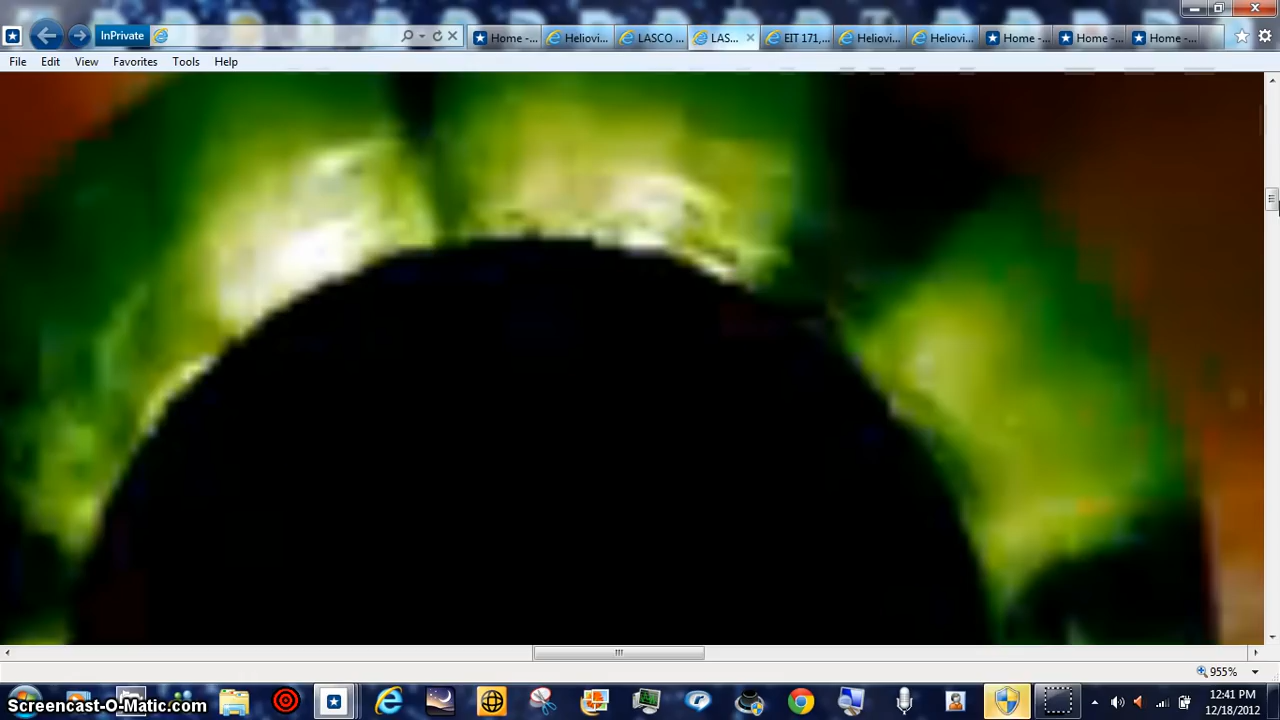 InPrivate
Home -...
Heliovi...
LASCO ...
LAS...
EIT 171,...
Heliovi...
Heliovi...
Home -...
Home -...
Home -...
File Edit View Favorites Tools Help
955%
Screencast-O-Matic.com
12:41 PM
12/18/2012